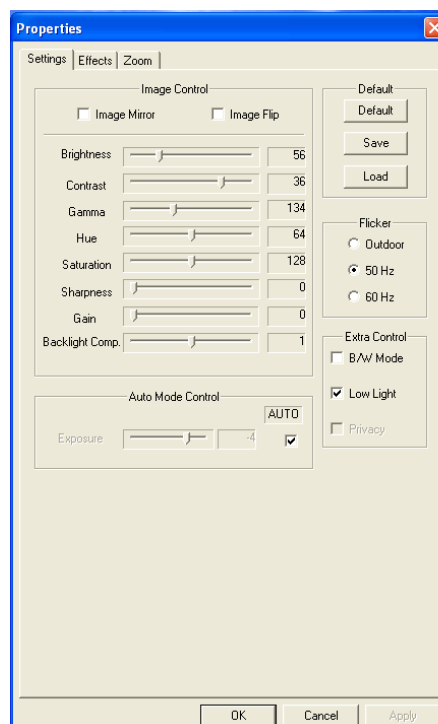 Properties
Settings Effects Zoom
Image Control
Image Mirror Image Flip
Brightness 56
Contrast 36
Gamma 134
Hue 64
Saturation 128
Sharpness 0
Gain 0
Backlight Comp. 1
Auto Mode Control
AUTO
Exposure -4
Default
Default
Save
Load
Flicker
Outdoor
50 Hz
60 Hz
Extra Control
B/W Mode
Low Light
Privacy
OK Cancel Apply